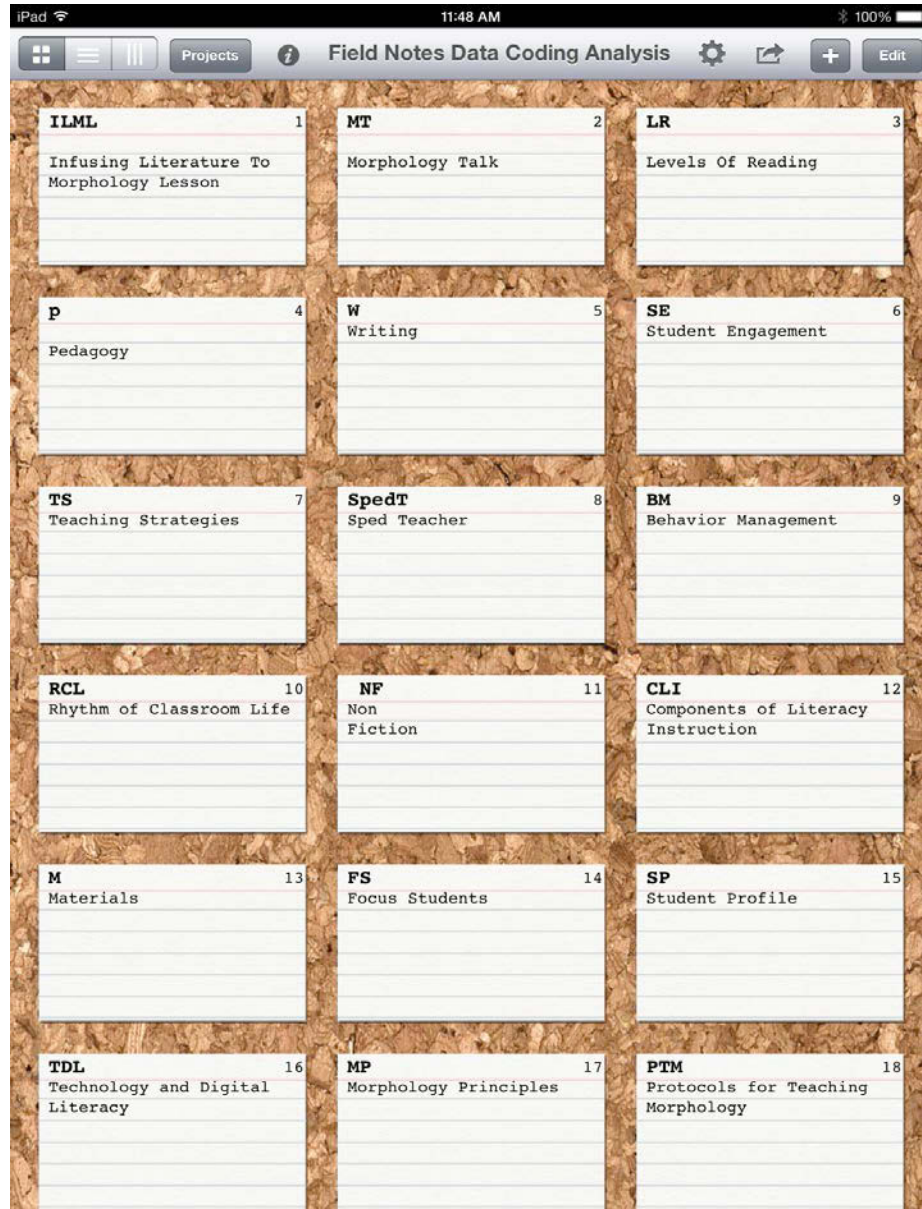 iPad 11:48 AM 100%
Projects Field Notes Data Coding Analysis + Edit
ILML 1
Infusing Literature To
Morphology Lesson
MT 2
Morphology Talk
LR 3
Levels Of Reading
p 4
Pedagogy
W 5
Writing
SE 6
Student Engagement
TS 7
Teaching Strategies
SpedT 8
Sped Teacher
BM 9
Behavior Management
RCL 10
Rhythm of Classroom Life
NF 11
Non
Fiction
CLI 12
Components of Literacy
Instruction
M 13
Materials
FS 14
Focus Students
SP 15
Student Profile
TDL 16
Technology and Digital
Literacy
MP 17
Morphology Principles
PTM 18
Protocols for Teaching
Morphology